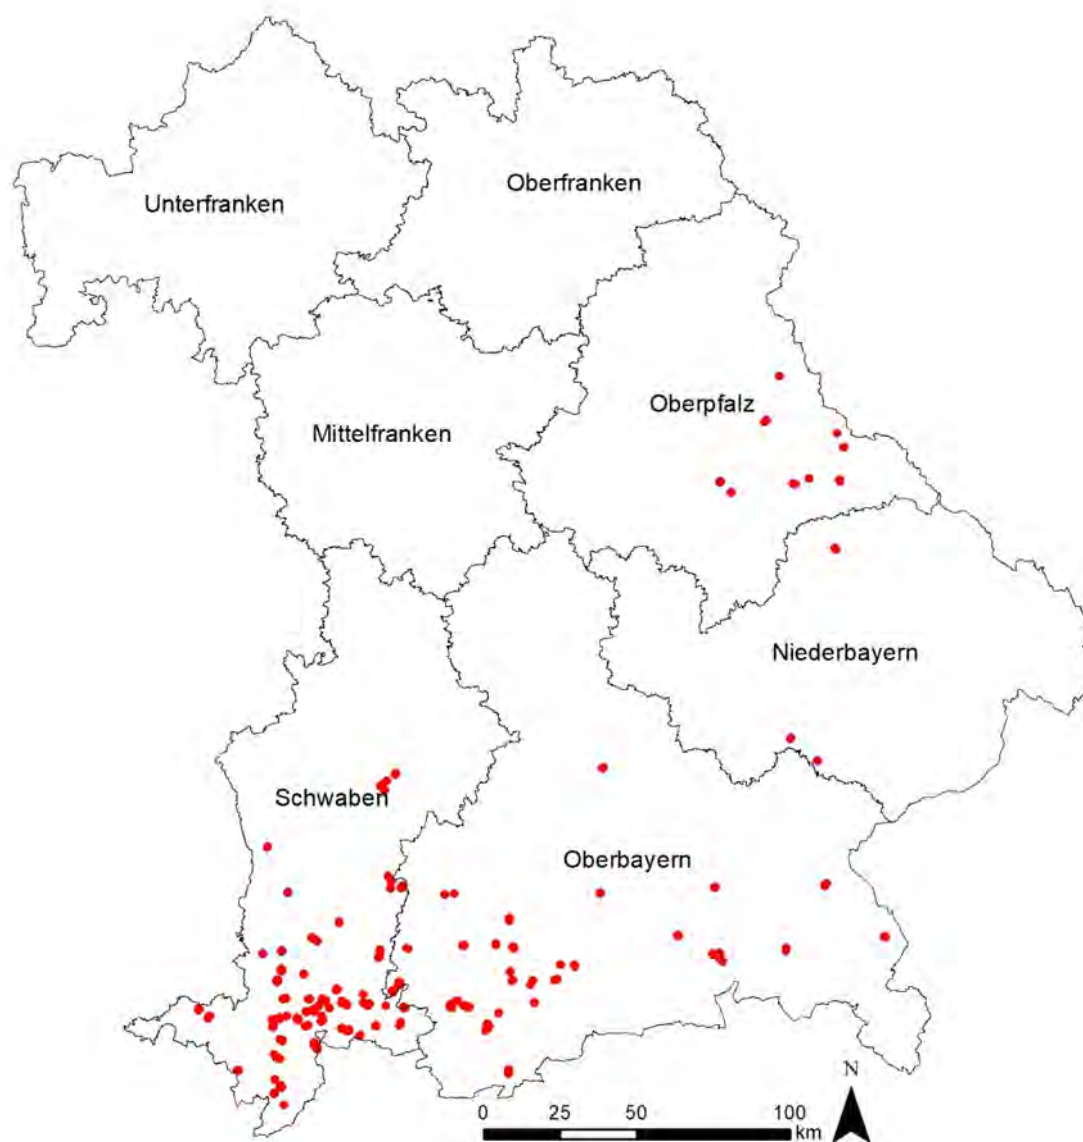 Oberfranken
Unterfranken
Oberpfalz
Mittelfranken
Niederbayern
Schwaben
Oberbayern
N
0 25 50 100
km